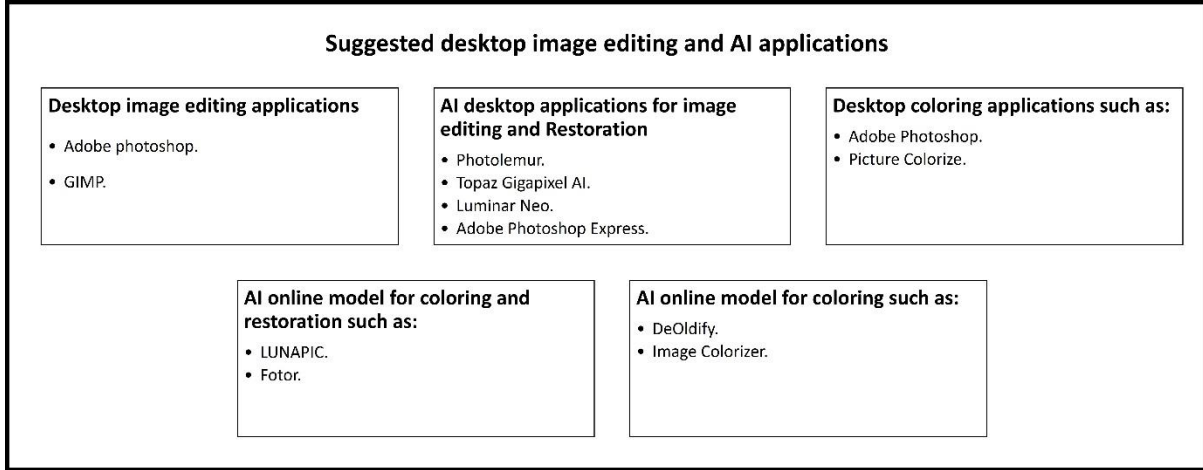 Suggested desktop image editing and AI applications
Desktop image editing applications
• Adobe photoshop.
• GIMP.
AI desktop applications for image
editing and Restoration
• Photolemur.
• Topaz Gigapixel AI.
• Luminar Neo.
• Adobe Photoshop Express.
Desktop coloring applications such as:
• Adobe Photoshop.
• Picture Colorize.
AI online model for coloring and
restoration such as:
• LUNAPIC.
• Fotor.
AI online model for coloring such as:
• DeOldify.
• Image Colorizer.